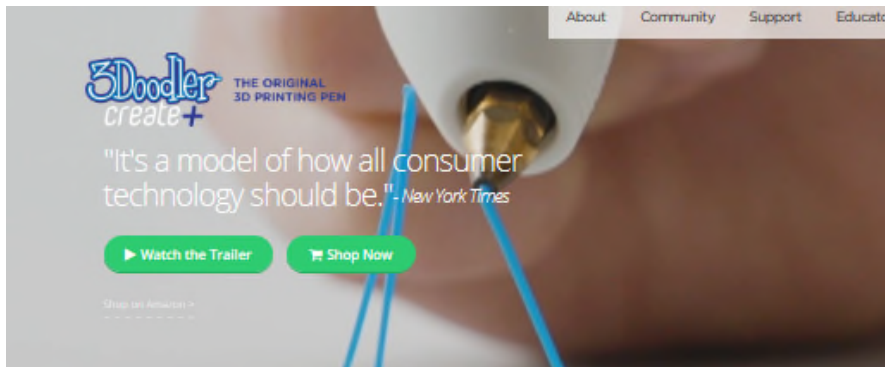 About Community Support Educato
3Doodler
create+
THE ORIGINAL
3D PRINTING PEN
"It's a model of how all consumer
technology should be." - New York Times
Watch the Trailer Shop Now
Shop on Amazon >